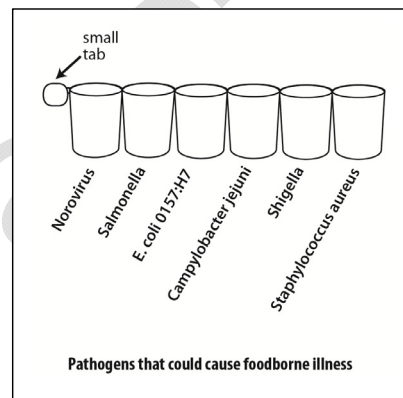 small
tab
Norovirus
Salmonella
E. coli 0157:H7
Campylobacter jejuni
Shigella
Staphylococcus aureus
Pathogens that could cause foodborne illness